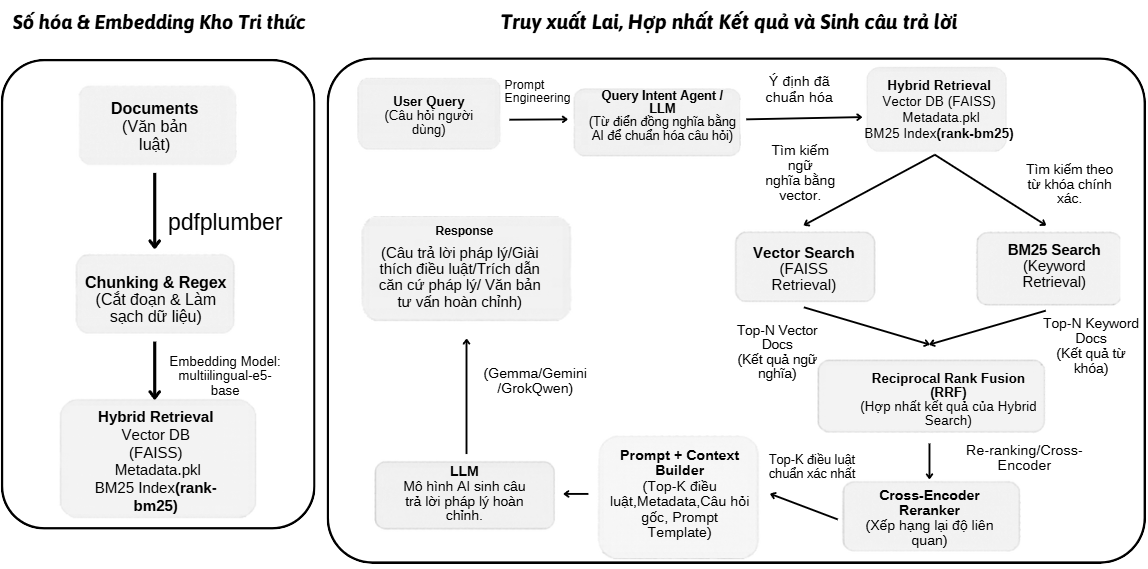 Số hóa & Embedding Kho Tri thức
Documents
(Văn bản
luật)
pdfplumber
Chunking & Regex
(Cắt đoạn & Làm
sạch dữ liệu)
Embedding Model:
multiilingual-e5-
base
Hybrid Retrieval
Vector DB
(FAISS)
Metadata.pkl
BM25 Index(rank-
bm25)
Truy xuất Lai, Hợp nhất Kết quả và Sinh câu trả lời
User Query
(Câu hỏi người
dùng)
Prompt
Engineering
Query Intent Agent /
LLM
(Từ điển đồng nghĩa bằng
AI để chuẩn hóa câu hỏi)
Ý định đã
chuẩn hóa
Hybrid Retrieval
Vector DB (FAISS)
Metadata.pkl
BM25 Index(rank-bm25)
Tìm kiếm
ngữ
nghĩa bằng
vector.
Tìm kiếm theo
từ khóa chính
xác.
Vector Search
(FAISS
Retrieval)
BM25 Search
(Keyword
Retrieval)
Top-N Vector
Docs
(Kết quả ngữ
nghĩa)
Top-N Keyword
Docs
(Kết quả từ
khóa)
Reciprocal Rank Fusion
(RRF)
(Hợp nhất kết quả của Hybrid
Search)
Re-ranking/Cross-
Encoder
Cross-Encoder
Reranker
(Xếp hạng lại độ liên
quan)
Top-K điều luật
chuẩn xác nhất
Prompt + Context
Builder
(Top-K điều
luật,Metadata,Câu hỏi
gốc, Prompt
Template)
LLM
Mô hình AI sinh câu
trả lời pháp lý hoàn
chỉnh.
(Gemma/Gemini
/GrokQwen)
Response
(Câu trả lời pháp lý/Giải
thích điều luật/Trích dẫn
căn cứ pháp lý/ Văn bản
tư vấn hoàn chỉnh)